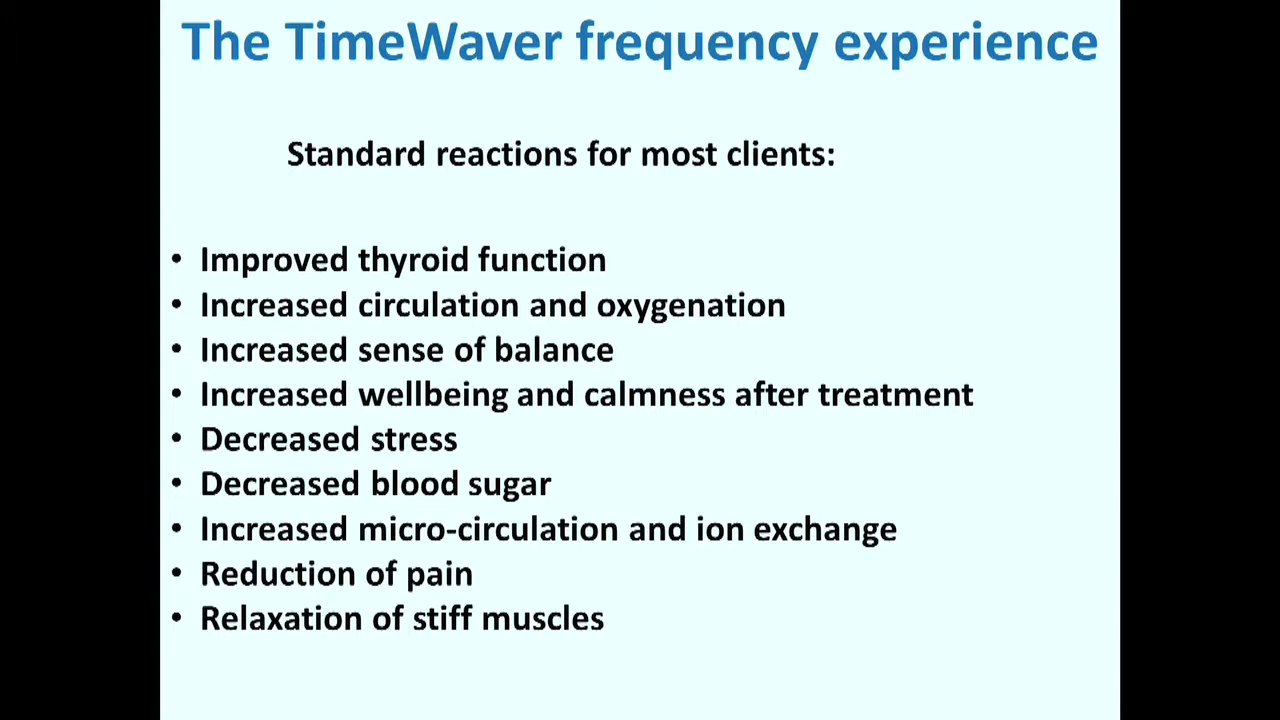 The TimeWaver frequency experience
Standard reactions for most clients:
• Improved thyroid function
• Increased circulation and oxygenation
• Increased sense of balance
• Increased wellbeing and calmness after treatment
• Decreased stress
• Decreased blood sugar
• Increased micro-circulation and ion exchange
• Reduction of pain
• Relaxation of stiff muscles